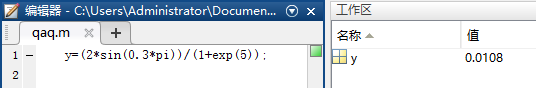 编辑器 - C:\Users\Administrator\Documen...
qaq.m
1 y=(2*sin(0.3*pi))/(1+exp(5));
2
工作区
名称 值
y 0.0108